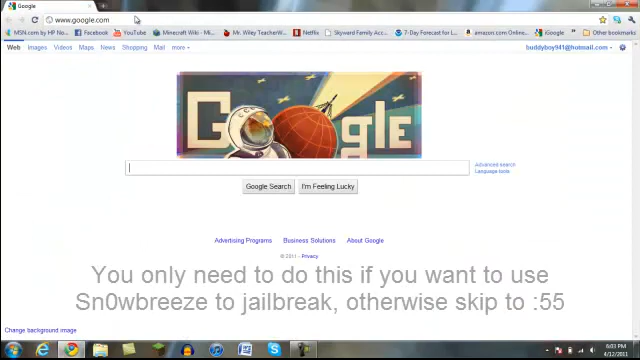 Google
www.google.com
MSN.com by HP No...
Facebook
YouTube
Minecraft Wiki - Mi...
Mr. Wiley TeacherW...
Netflix
Skyward Family Acc...
7-Day Forecast for L...
amazon.com - Online...
iGoogle
»
Other bookmarks
Web Images Videos Maps News Shopping Mail more
buddyboy941@hotmail.com
Google
Advanced search
Language tools
Google Search
I'm Feeling Lucky
Advertising Programs Business Solutions About Google
© 2011 - Privacy
You only need to do this if you want to use
Sn0wbreeze to jailbreak, otherwise skip to :55
Change background image
6:03 PM
4/12/2011